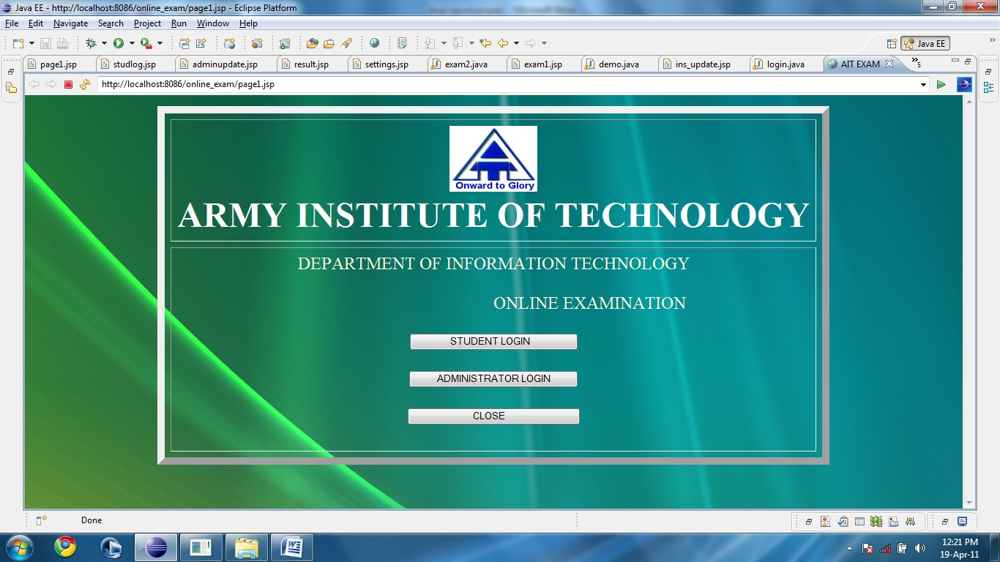 Java EE - http://localhost:8086/online_exam/page1.jsp - Eclipse Platform
File Edit Navigate Search Project Run Window Help
Java EE
page1.jsp studlog.jsp adminupdate.jsp result.jsp settings.jsp exam2.java exam1.jsp demo.java ins_update.jsp login.java AIT EXAM 5
http://localhost:8086/online_exam/page1.jsp
Onward to Glory
ARMY INSTITUTE OF TECHNOLOGY
DEPARTMENT OF INFORMATION TECHNOLOGY
ONLINE EXAMINATION
STUDENT LOGIN
ADMINISTRATOR LOGIN
CLOSE
Done
12:21 PM
19-Apr-11